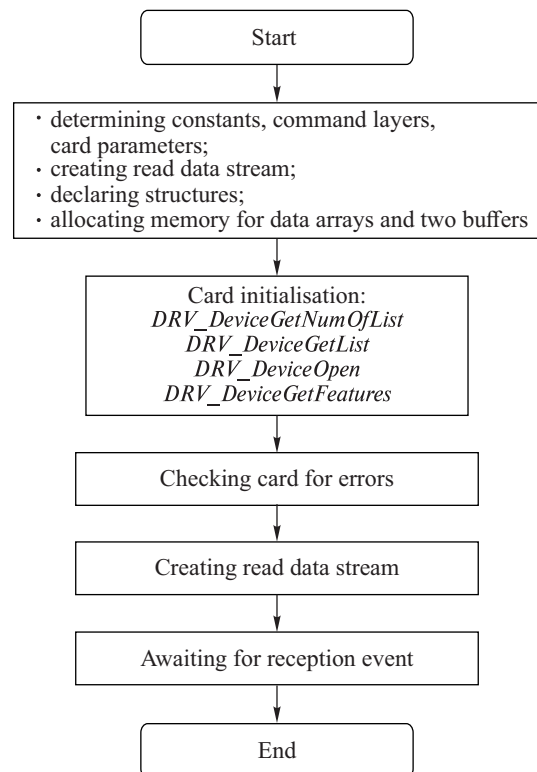 Start
· determining constants, command layers,
card parameters;
· creating read data stream;
· declaring structures;
· allocating memory for data arrays and two buffers
Card initialisation:
DRV_DeviceGetNumOfList
DRV_DeviceGetList
DRV_DeviceOpen
DRV_DeviceGetFeatures
Checking card for errors
Creating read data stream
Awaiting for reception event
End